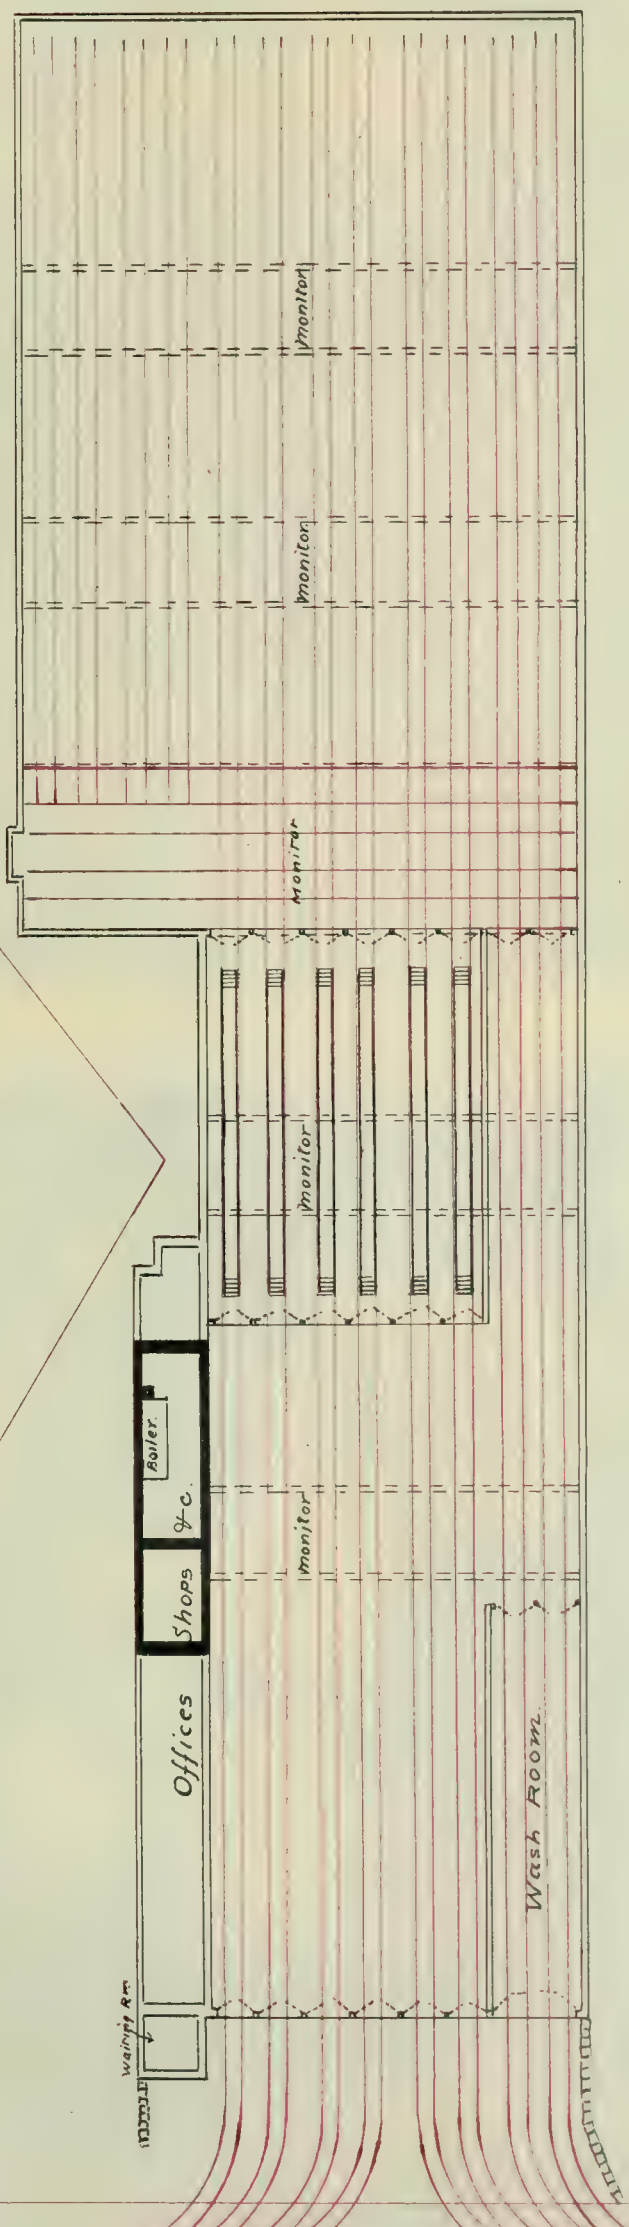 monitor
monitor
Monitor
monitor
Boiler.
&c.
monitor
Shops
Offices
Wash Room
Waiting Rm.